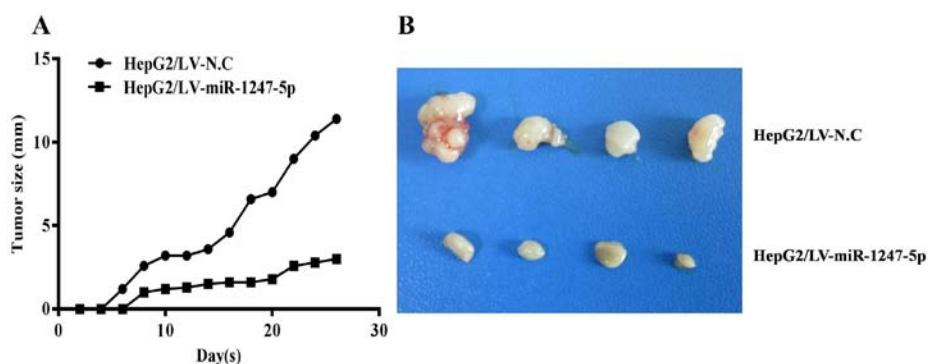 A
B
15
10
5
0
Tumor size (mm)
HepG2/LV-N.C
HepG2/LV-miR-1247-5p
0
10
20
30
Day(s)
HepG2/LV-N.C
HepG2/LV-miR-1247-5p